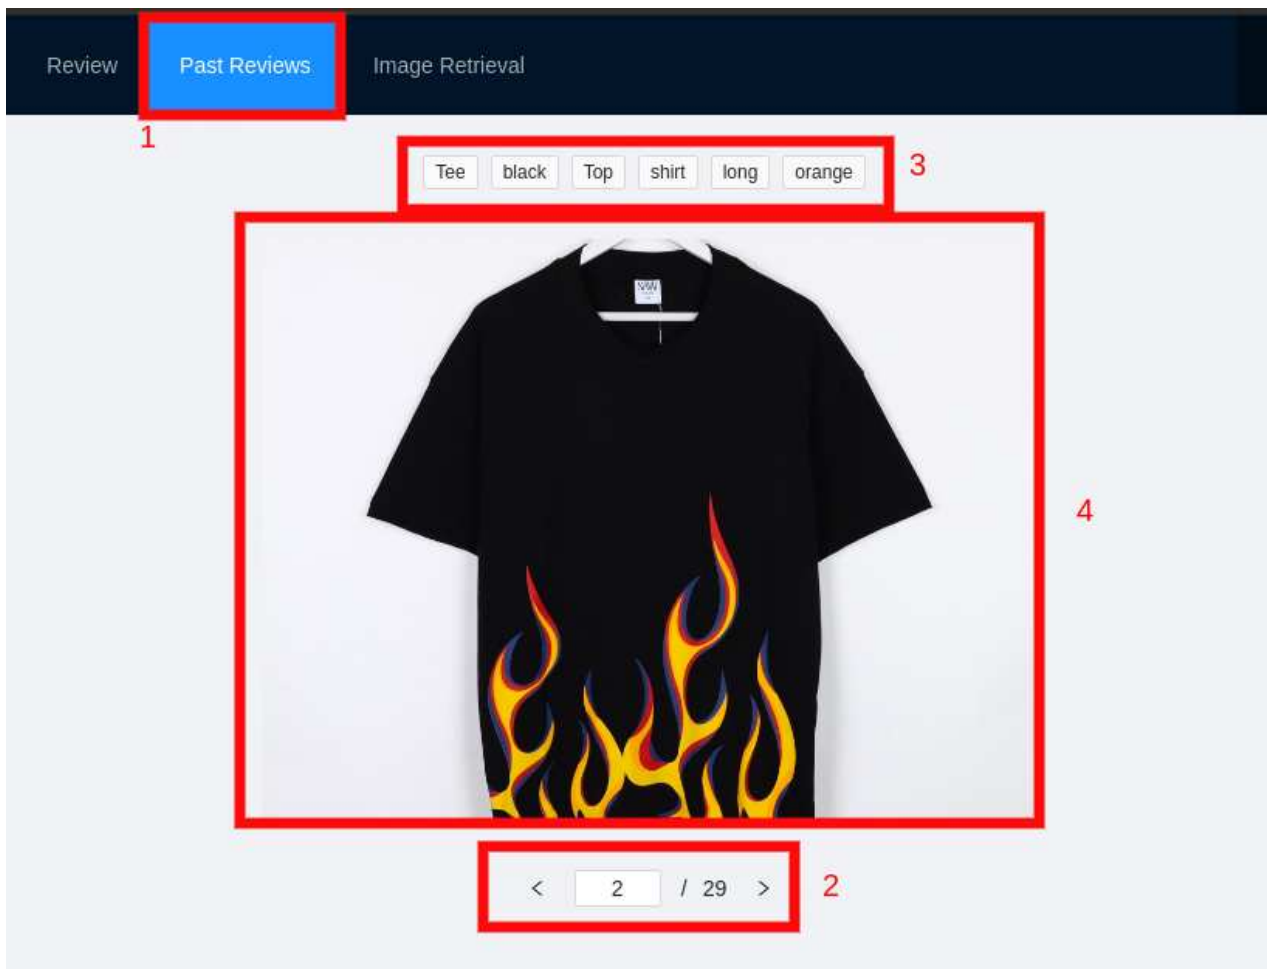 Review Past Reviews Image Retrieval
1
Tee black Top shirt long orange 3
4
< 2 / 29 > 2